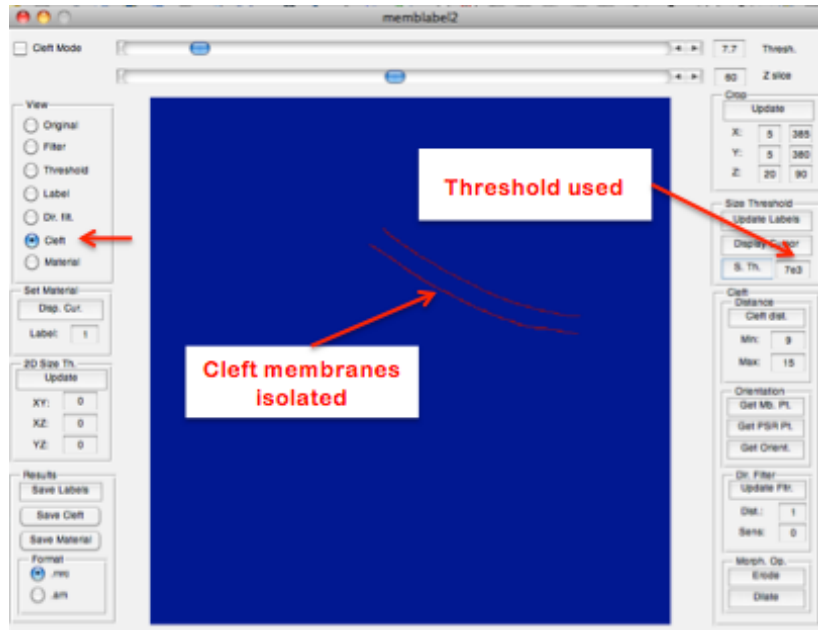 memblabel2
Cleft Mode
7.7 Thresh.
60 Z slice
View
Original
Filter
Threshold
Label
Dir. filt.
Cleft
Material
Set Material
Disp. Cur.
Label: 1
2D Size Th.
Update
XY: 0
XZ: 0
YZ: 0
Results
Save Labels
Save Cleft
Save Material
Format
.mrc
.am
Threshold used
Cleft membranes
isolated
Crop
Update
X: 5 385
Y: 5 380
Z: 20 90
Size Threshold
Update Labels
Display Cursor
S. Th. 7e3
Cleft
Distance
Cleft dist.
Min: 9
Max: 15
Orientation
Get Mb. Pt.
Get PSR Pt.
Get Orient.
Dir. Filter
Update Fltr.
Dist.: 1
Sens: 0
Morph. Op.
Erode
Dilate